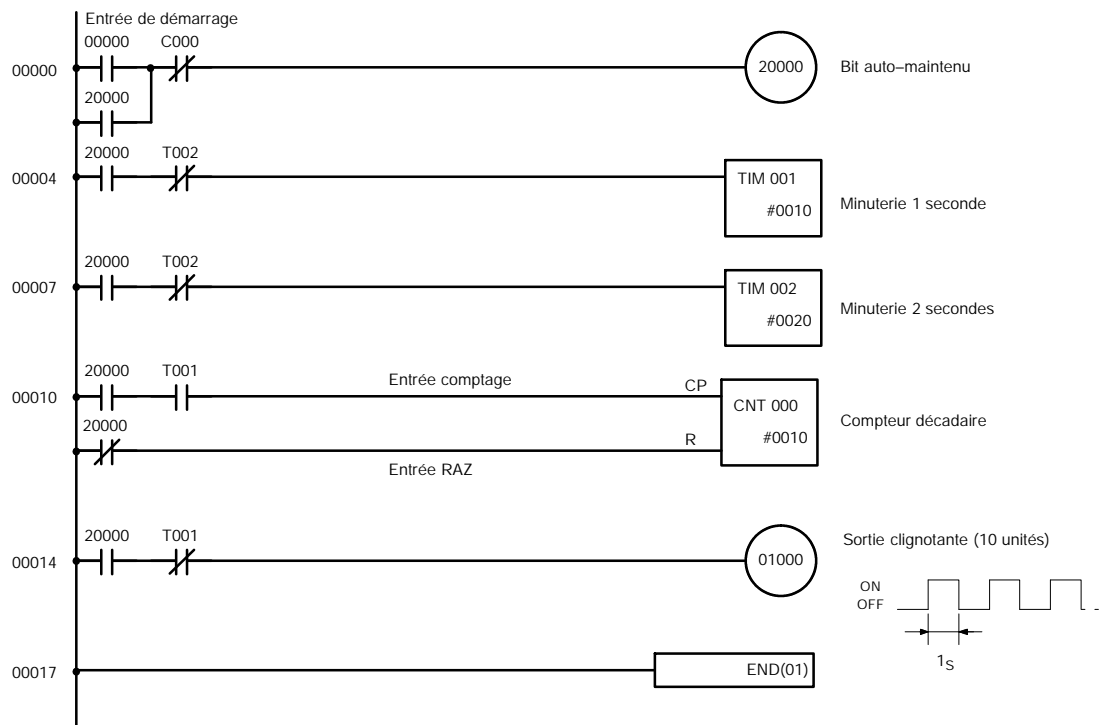 Entrée de démarrage
00000 C000
00000
20000
Bit auto-maintenu
20000
20000 T002
00004
TIM 001
#0010
Minuterie 1 seconde
20000 T002
00007
TIM 002
#0020
Minuterie 2 secondes
20000 T001
00010
Entrée comptage
CP
CNT 000
#0010
Compteur décadaire
20000
R
Entrée RAZ
20000 T001
00014
01000
Sortie clignotante (10 unités)
ON
OFF
1S
00017
END(01)